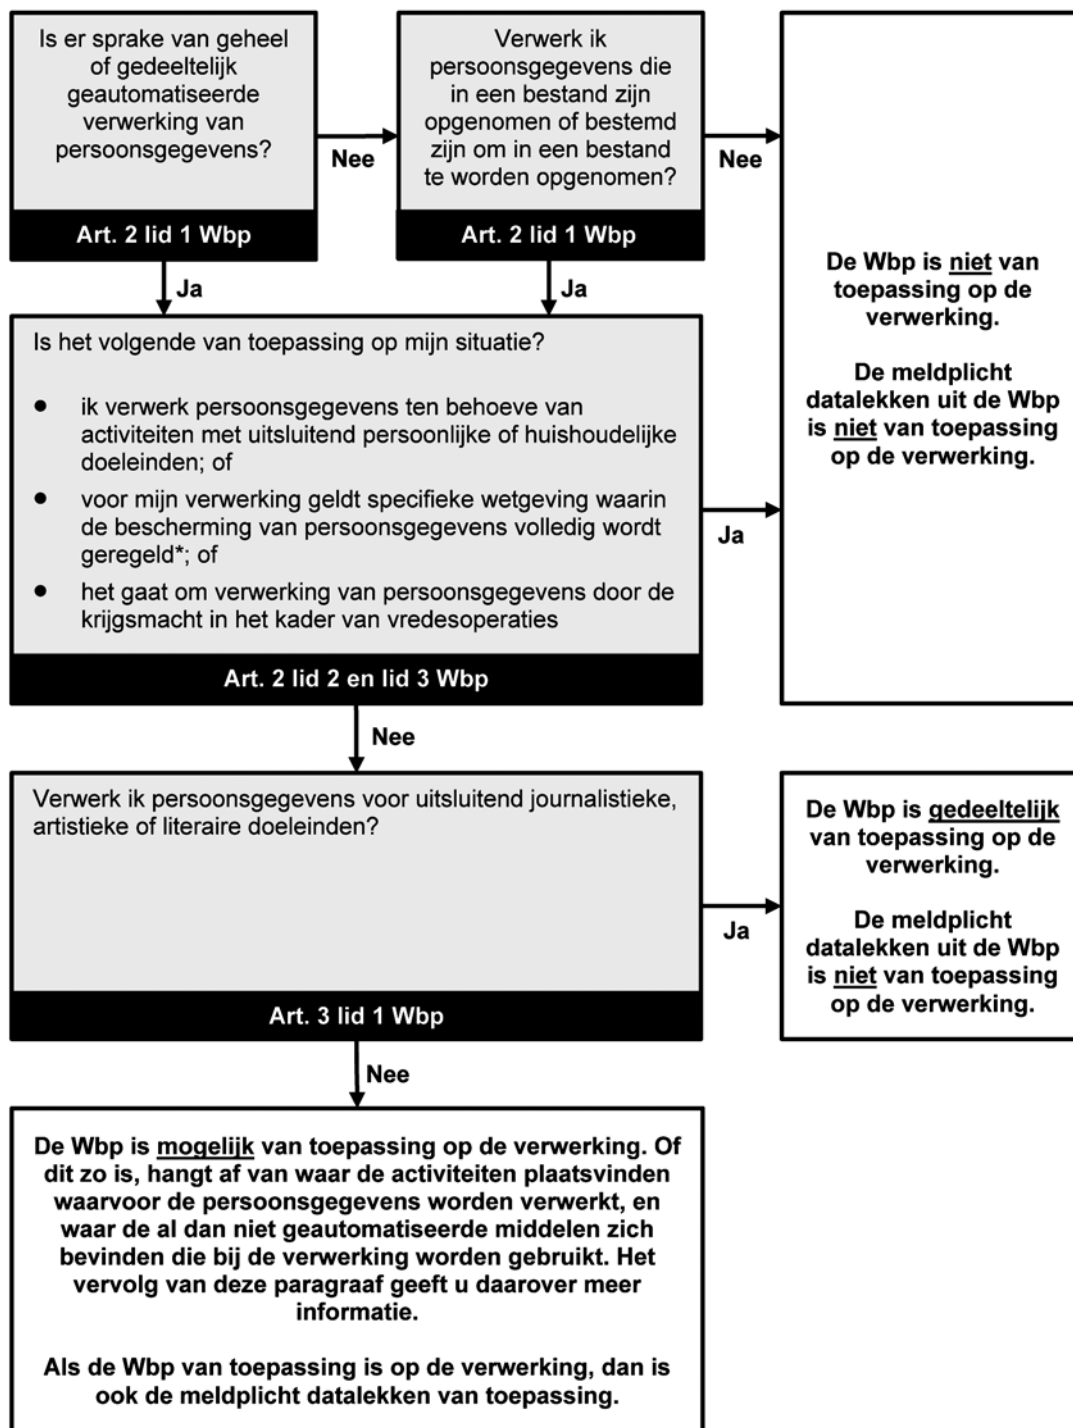 Is er sprake van geheel
of gedeeltelijk
geautomatiseerde
verwerking van
persoonsgegevens?
Art. 2 lid 1 Wbp
Nee
Verwerk ik
persoonsgegevens die
in een bestand zijn
opgenomen of bestemd
zijn om in een bestand
te worden opgenomen?
Art. 2 lid 1 Wbp
Nee
De Wbp is niet van
toepassing op de
verwerking.
De meldplicht
datalekken uit de Wbp
is niet van toepassing
op de verwerking.
Ja
Ja
Is het volgende van toepassing op mijn situatie?
● ik verwerk persoonsgegevens ten behoeve van
activiteiten met uitsluitend persoonlijke of huishoudelijke
doeleinden; of
● voor mijn verwerking geldt specifieke wetgeving waarin
de bescherming van persoonsgegevens volledig wordt
geregeld*; of
● het gaat om verwerking van persoonsgegevens door de
krijgsmacht in het kader van vredesoperaties
Art. 2 lid 2 en lid 3 Wbp
Ja
Nee
Verwerk ik persoonsgegevens voor uitsluitend journalistieke,
artistieke of literaire doeleinden?
Art. 3 lid 1 Wbp
Ja
De Wbp is gedeeltelijk
van toepassing op de
verwerking.
De meldplicht
datalekken uit de Wbp
is niet van toepassing
op de verwerking.
Nee
De Wbp is mogelijk van toepassing op de verwerking. Of
dit zo is, hangt af van waar de activiteiten plaatsvinden
waarvoor de persoonsgegevens worden verwerkt, en
waar de al dan niet geautomatiseerde middelen zich
bevinden die bij de verwerking worden gebruikt. Het
vervolg van deze paragraaf geeft u daarover meer
informatie.
Als de Wbp van toepassing is op de verwerking, dan is
ook de meldplicht datalekken van toepassing.